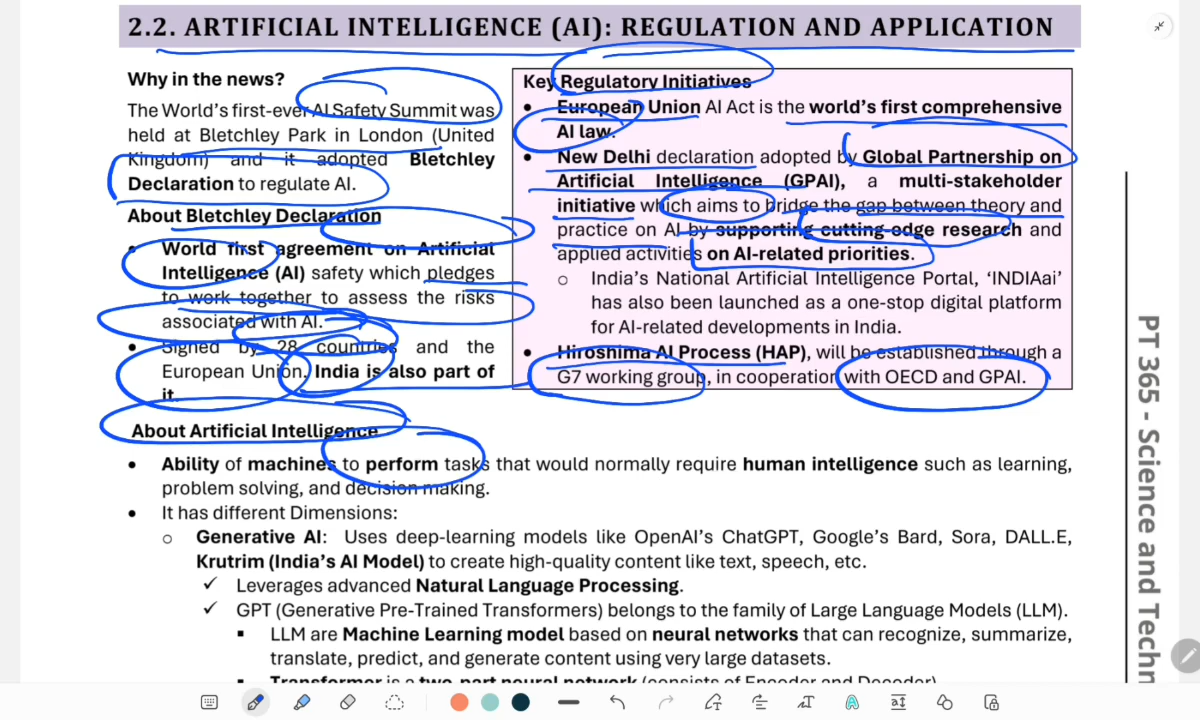 2.2. ARTIFICIAL INTELLIGENCE (AI): REGULATION AND APPLICATION
Why in the news?
The World's first-ever AI Safety Summit was
held at Bletchley Park in London (United
Kingdom) and it adopted Bletchley
Declaration to regulate AI.
About Bletchley Declaration
• World first agreement on Artificial
Intelligence (AI) safety which pledges
to work together to assess the risks
associated with AI.
• Signed by 28 countries and the
European Union. India is also part of
it.
Key Regulatory Initiatives
• European Union AI Act is the world's first comprehensive
AI law.
• New Delhi declaration adopted by Global Partnership on
Artificial Intelligence (GPAI), a multi-stakeholder
initiative which aims to bridge the gap between theory and
practice on AI by supporting cutting-edge research and
applied activities on AI-related priorities.
o India's National Artificial Intelligence Portal, 'INDIAai'
has also been launched as a one-stop digital platform
for AI-related developments in India.
• Hiroshima AI Process (HAP), will be established through a
G7 working group, in cooperation with OECD and GPAI.
About Artificial Intelligence
• Ability of machines to perform tasks that would normally require human intelligence such as learning,
problem solving, and decision making.
• It has different Dimensions:
o Generative AI: Uses deep-learning models like OpenAI's ChatGPT, Google's Bard, Sora, DALL.E,
Krutrim (India's AI Model) to create high-quality content like text, speech, etc.
✓ Leverages advanced Natural Language Processing.
✓ GPT (Generative Pre-Trained Transformers) belongs to the family of Large Language Models (LLM).
▪ LLM are Machine Learning model based on neural networks that can recognize, summarize,
translate, predict, and generate content using very large datasets.
▪ Transformer is a two-part neural network (consists of Encoder and Decoder)
PT 365 - Science and Techn